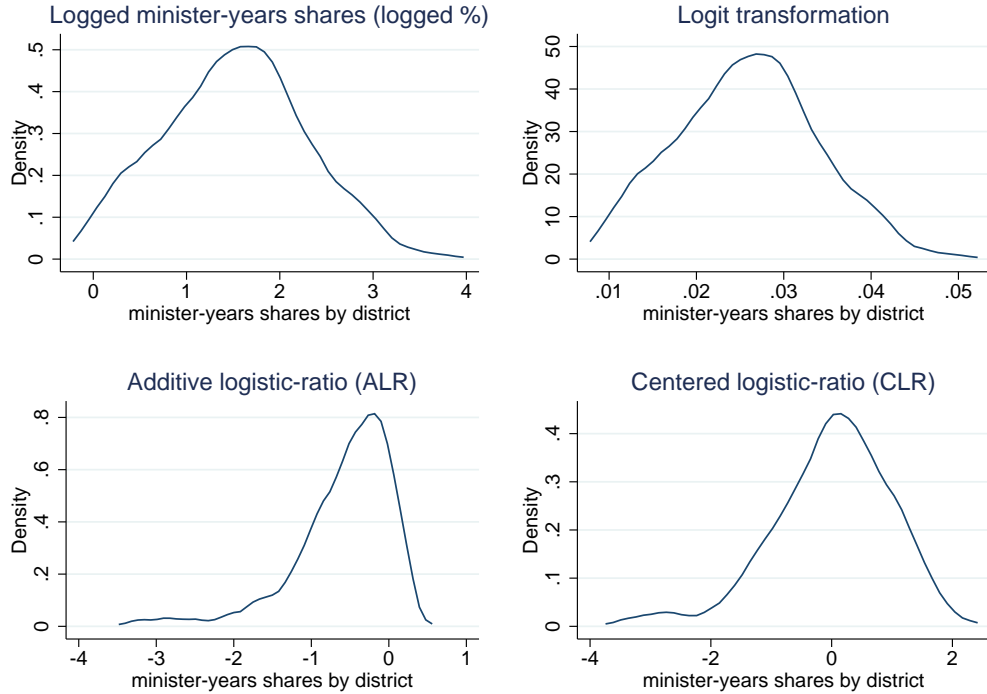 Logged minister-years shares (logged %)
Density
0 .1 .2 .3 .4 .5
0 1 2 3 4
minister-years shares by district
Logit transformation
Density
0 10 20 30 40 50
.01 .02 .03 .04 .05
minister-years shares by district
Additive logistic-ratio (ALR)
Density
0 .2 .4 .6 .8
-4 -3 -2 -1 0 1
minister-years shares by district
Centered logistic-ratio (CLR)
Density
0 .1 .2 .3 .4
-4 -2 0 2
minister-years shares by district